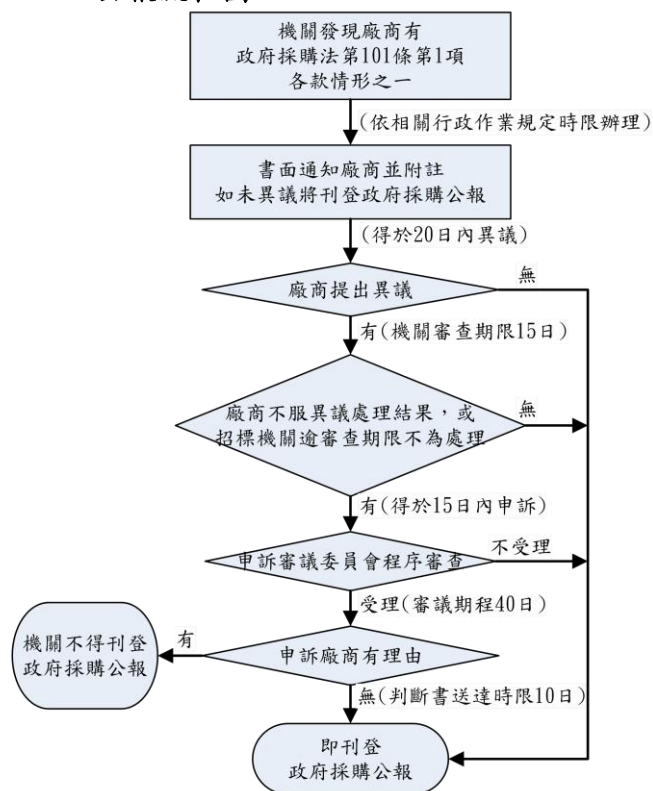 機關發現廠商有
政府採購法第101條第1項
各款情形之一
(依相關行政作業規定時限辦理)
書面通知廠商並附註
如未異議將刊登政府採購公報
(得於20日內異議)
廠商提出異議
無
有(機關審查期限15日)
廠商不服異議處理結果，或
招標機關逾審查期限不為處理
無
有(得於15日內申訴)
申訴審議委員會程序審查
不受理
受理(審議期程40日)
機關不得刊登
政府採購公報
有
申訴廠商有理由
無(判斷書送達時限10日)
即刊登
政府採購公報